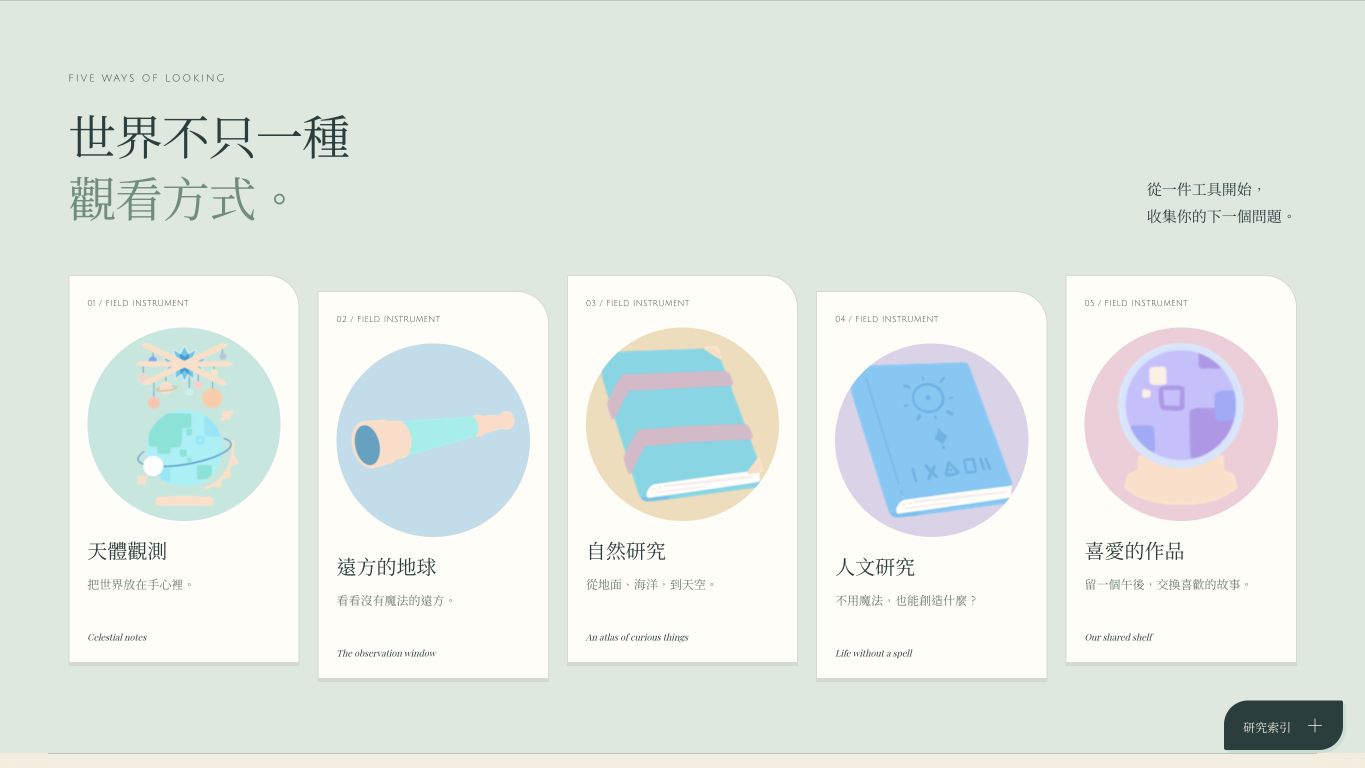 FIVE WAYS OF LOOKING
世界不只一種
觀看方式。
從一件工具開始，
收集你的下一個問題。
01 / FIELD INSTRUMENT
天體觀測
把世界放在手心裡。
Celestial notes
02 / FIELD INSTRUMENT
遠方的地球
看看沒有魔法的遠方。
The observation window
03 / FIELD INSTRUMENT
自然研究
從地面、海洋，到天空。
An atlas of curious things
04 / FIELD INSTRUMENT
人文研究
不用魔法，也能創造什麼？
Life without a spell
05 / FIELD INSTRUMENT
喜愛的作品
留一個午後，交換喜歡的故事。
Our shared shelf
研究索引 +